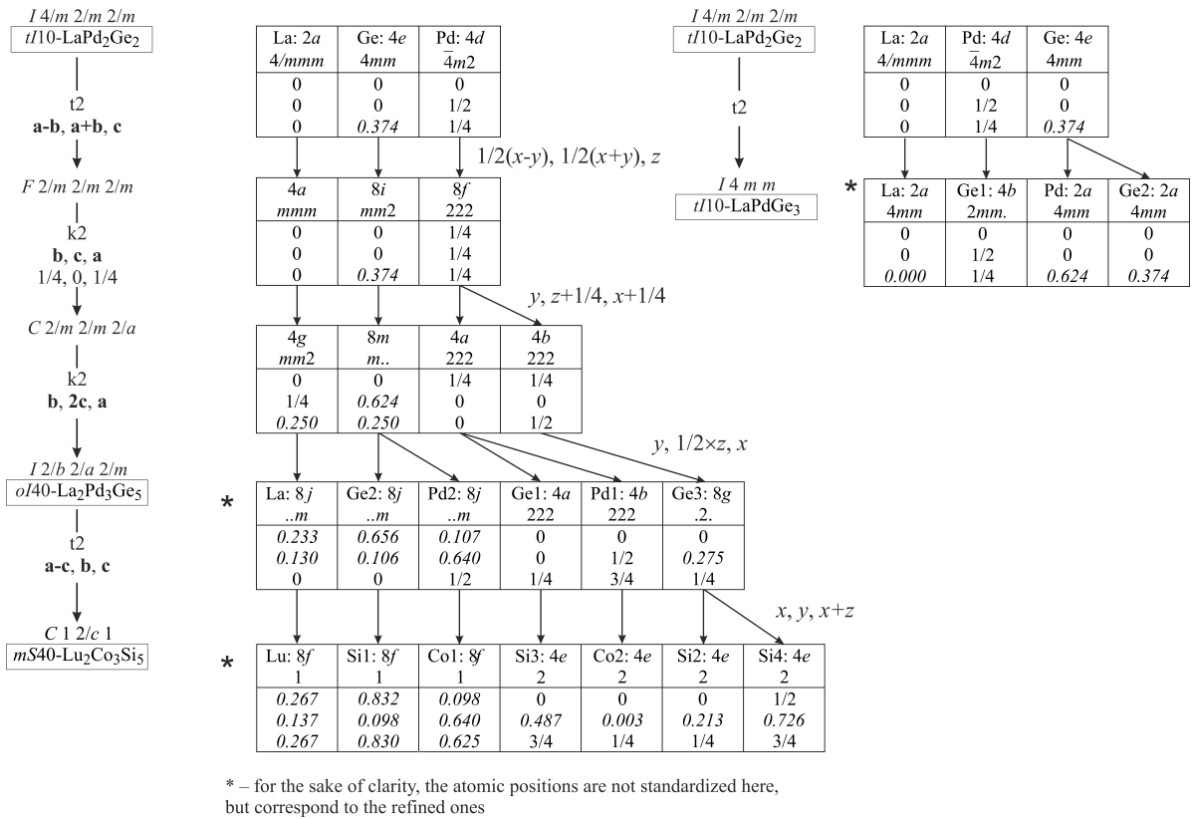 I 4/m 2/m 2/m
tI10-LaPd2Ge2
t2
a-b, a+b, c
F 2/m 2/m 2/m
k2
b, c, a
1/4, 0, 1/4
C 2/m 2/m 2/a
k2
b, 2c, a
I 2/b 2/a 2/m
oI40-La2Pd3Ge5
t2
a-c, b, c
C 1 2/c 1
mS40-Lu2Co3Si5
La: 2a Ge: 4e Pd: 4d
4/mmm 4mm 4̅m2
0 0 0
0 0 1/2
0 0.374 1/4
1/2(x-y), 1/2(x+y), z
4a 8i 8f
mmm mm2 222
0 0 1/4
0 0 1/4
0 0.374 1/4
y, z+1/4, x+1/4
4g 8m 4a 4b
mm2 m.. 222 222
0 0 1/4 1/4
1/4 0.624 0 0
0.250 0.250 0 1/2
y, 1/2×z, x
*
La: 8j Ge2: 8j Pd2: 8j Ge1: 4a Pd1: 4b Ge3: 8g
..m ..m ..m 222 222 .2.
0.233 0.656 0.107 0 0 0
0.130 0.106 0.640 0 1/2 0.275
0 0 1/2 1/4 3/4 1/4
x, y, x+z
*
Lu: 8f Si1: 8f Co1: 8f Si3: 4e Co2: 4e Si2: 4e Si4: 4e
1 1 1 2 2 2 2
0.267 0.832 0.098 0 0 0 1/2
0.137 0.098 0.640 0.487 0.003 0.213 0.726
0.267 0.830 0.625 3/4 1/4 1/4 3/4
I 4/m 2/m 2/m
tI10-LaPd2Ge2
t2
I 4 m m
tI10-LaPdGe3
La: 2a Pd: 4d Ge: 4e
4/mmm 4̅m2 4mm
0 0 0
0 1/2 0
0 1/4 0.374
*
La: 2a Ge1: 4b Pd: 2a Ge2: 2a
4mm 2mm. 4mm 4mm
0 0 0 0
0 1/2 0 0
0.000 1/4 0.624 0.374
* – for the sake of clarity, the atomic positions are not standardized here,
but correspond to the refined ones